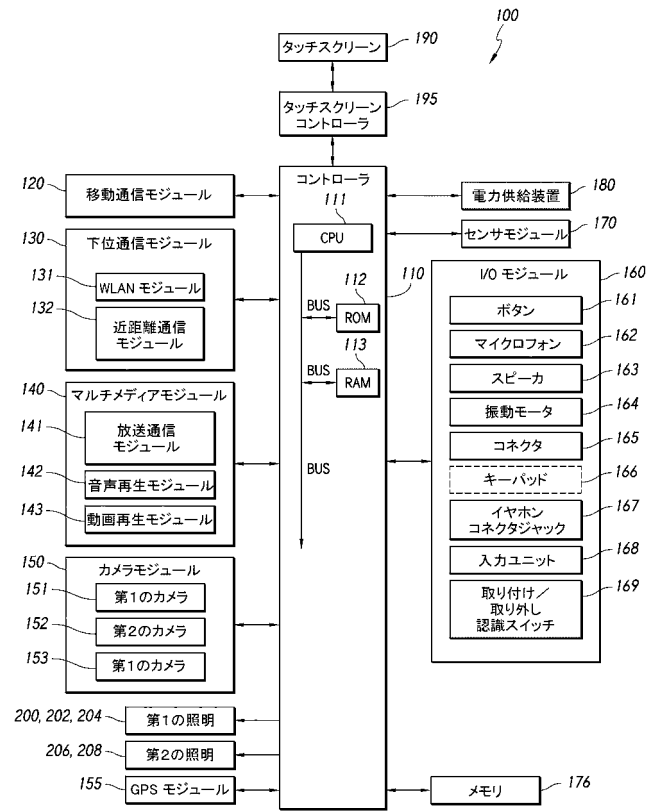 100
タッチスクリーン
190
タッチスクリーン
コントローラ
195
コントローラ
111
CPU
110
BUS
112
ROM
BUS
113
RAM
BUS
120
移動通信モジュール
130
下位通信モジュール
131
WLAN モジュール
132
近距離通信
モジュール
140
マルチメディアモジュール
141
放送通信
モジュール
142
音声再生モジュール
143
動画再生モジュール
150
カメラモジュール
151
第1のカメラ
152
第2のカメラ
153
第1のカメラ
200, 202, 204
第1の照明
206, 208
第2の照明
155
GPS モジュール
電力供給装置
180
センサモジュール
170
I/O モジュール
160
ボタン
161
マイクロフォン
162
スピーカ
163
振動モータ
164
コネクタ
165
キーパッド
166
イヤホン
コネクタジャック
167
入力ユニット
168
取り付け/
取り外し
認識スイッチ
169
メモリ
176